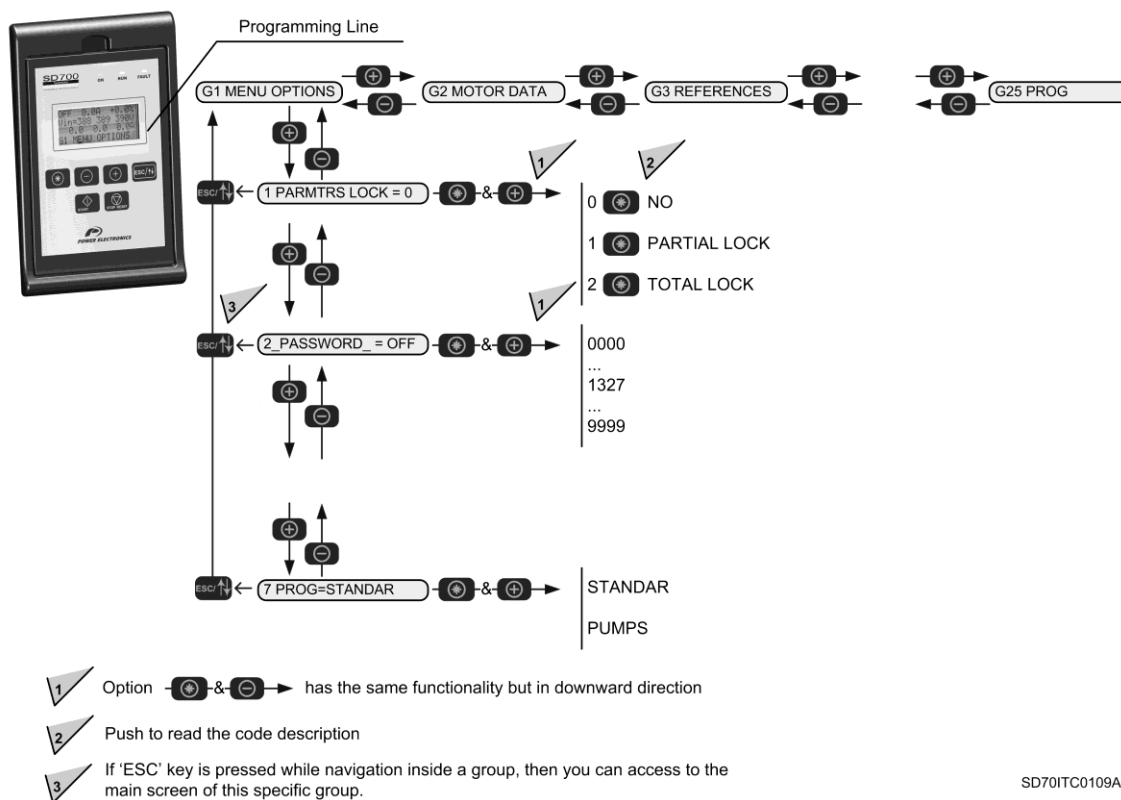 Programming Line
SD700
ON RUN FAULT
OFF 0.0A +0.0%
Vin=388 389 390V
0.0 0.0 0.0%
G1 MENU OPTIONS
ESC/
START
STOP RESET
POWER ELECTRONICS
G1 MENU OPTIONS
G2 MOTOR DATA
G3 REFERENCES
G25 PROG
1
2
ESC/
1 PARMTRS LOCK = 0
&
0 NO
1 PARTIAL LOCK
2 TOTAL LOCK
3
1
ESC/
2_PASSWORD_ = OFF
&
0000
...
1327
...
9999
ESC/
7 PROG=STANDAR
&
STANDAR
PUMPS
1 Option & has the same functionality but in downward direction
2 Push to read the code description
3 If ‘ESC’ key is pressed while navigation inside a group, then you can access to the
main screen of this specific group.
SD70ITC0109A